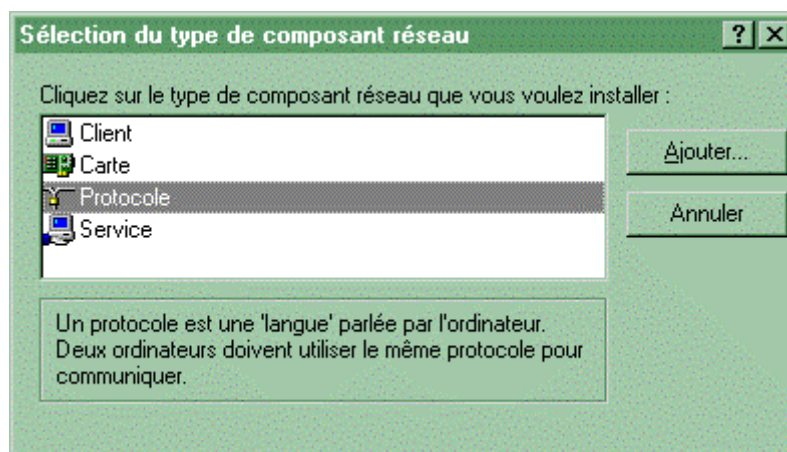 Sélection du type de composant réseau
Cliquez sur le type de composant réseau que vous voulez installer :
Client
Carte
Protocole
Service
Ajouter...
Annuler
Un protocole est une 'langue' parlée par l'ordinateur.
Deux ordinateurs doivent utiliser le même protocole pour
communiquer.